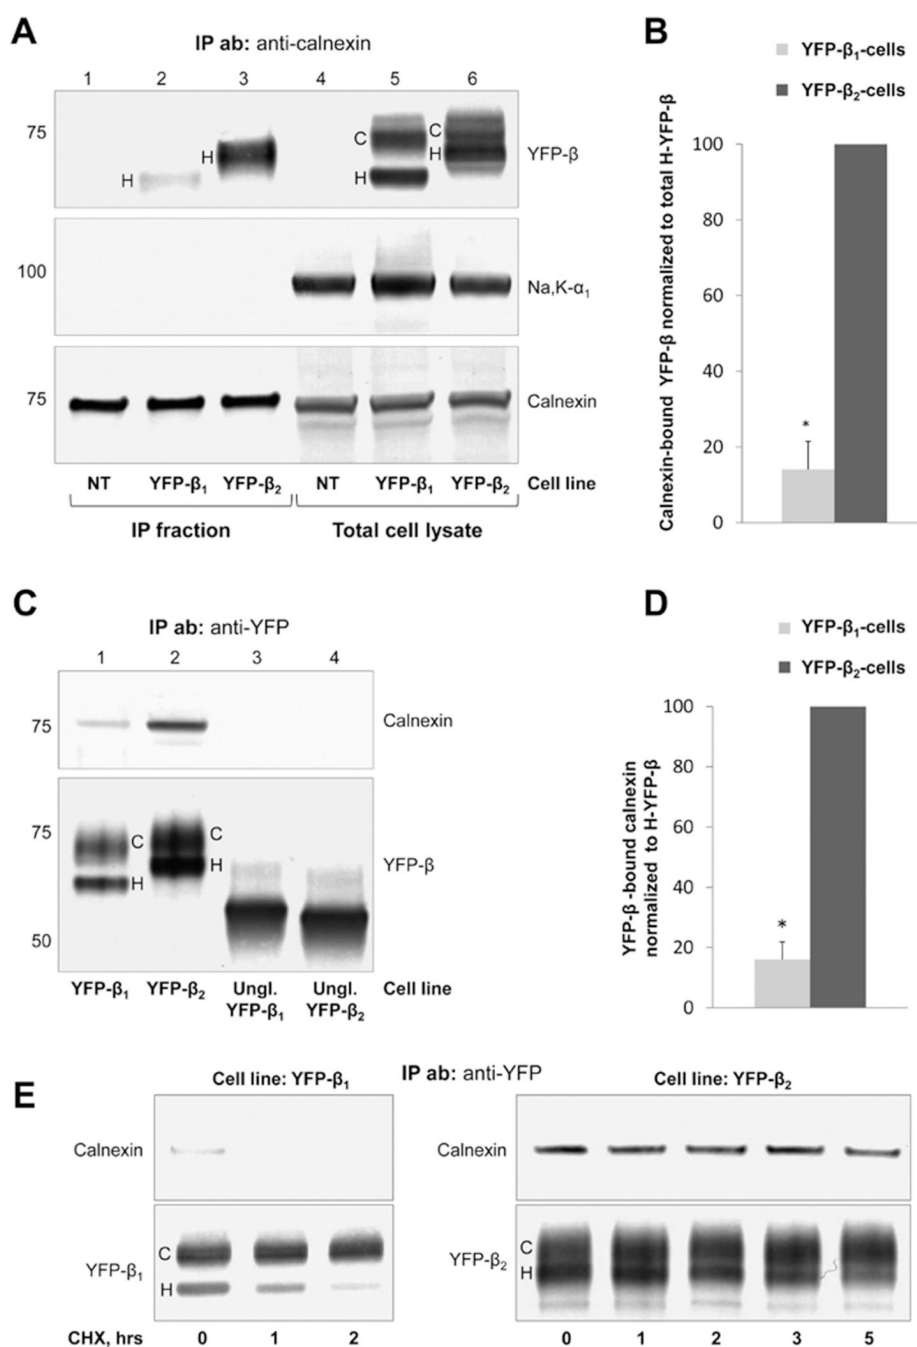 A
IP ab: anti-calnexin
1 2 3 4 5 6
75
H
H
C
H
C
H
YFP-β
100
Na,K-α₁
75
Calnexin
NT YFP-β₁ YFP-β₂ NT YFP-β₁ YFP-β₂ Cell line
IP fraction Total cell lysate
B
YFP-β₁-cells
YFP-β₂-cells
Calnexin-bound YFP-β normalized to total H-YFP-β
100
80
60
40
20
0
*
C
IP ab: anti-YFP
1 2 3 4
75
Calnexin
75
C
H
C
H
YFP-β
50
YFP-β₁ YFP-β₂ Ungl. Ungl. Cell line
YFP-β₁ YFP-β₂
D
YFP-β₁-cells
YFP-β₂-cells
YFP-β -bound calnexin
normalized to H-YFP-β
100
80
60
40
20
0
*
E
IP ab: anti-YFP
Cell line: YFP-β₁
Cell line: YFP-β₂
Calnexin
Calnexin
C
YFP-β₁
H
C
YFP-β₂
H
CHX, hrs 0 1 2 0 1 2 3 5